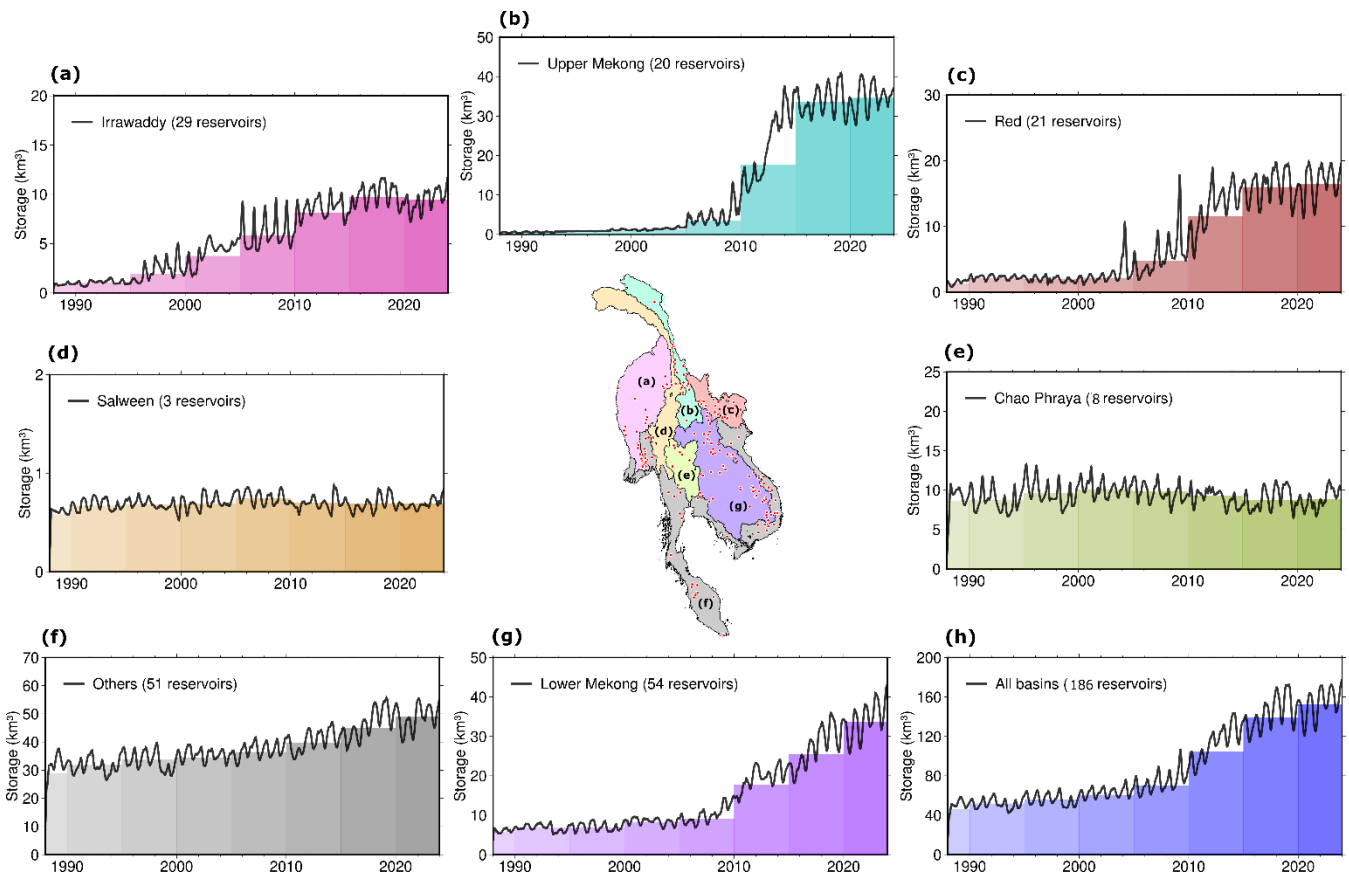 (a)
20
15
10
5
0
Storage (km³)
Irrawaddy (29 reservoirs)
1990 2000 2010 2020
(b)
50
40
30
20
10
0
Storage (km³)
Upper Mekong (20 reservoirs)
1990 2000 2010 2020
(c)
30
20
10
0
Storage (km³)
Red (21 reservoirs)
1990 2000 2010 2020
(d)
2
1
0
Storage (km³)
Salween (3 reservoirs)
1990 2000 2010 2020
(a)
(b)
(c)
(d)
(e)
(g)
(f)
(e)
25
20
15
10
5
0
Storage (km³)
Chao Phraya (8 reservoirs)
1990 2000 2010 2020
(f)
70
60
50
40
30
20
10
0
Storage (km³)
Others (51 reservoirs)
1990 2000 2010 2020
(g)
50
40
30
20
10
0
Storage (km³)
Lower Mekong (54 reservoirs)
1990 2000 2010 2020
(h)
200
160
120
80
40
0
Storage (km³)
All basins (186 reservoirs)
1990 2000 2010 2020